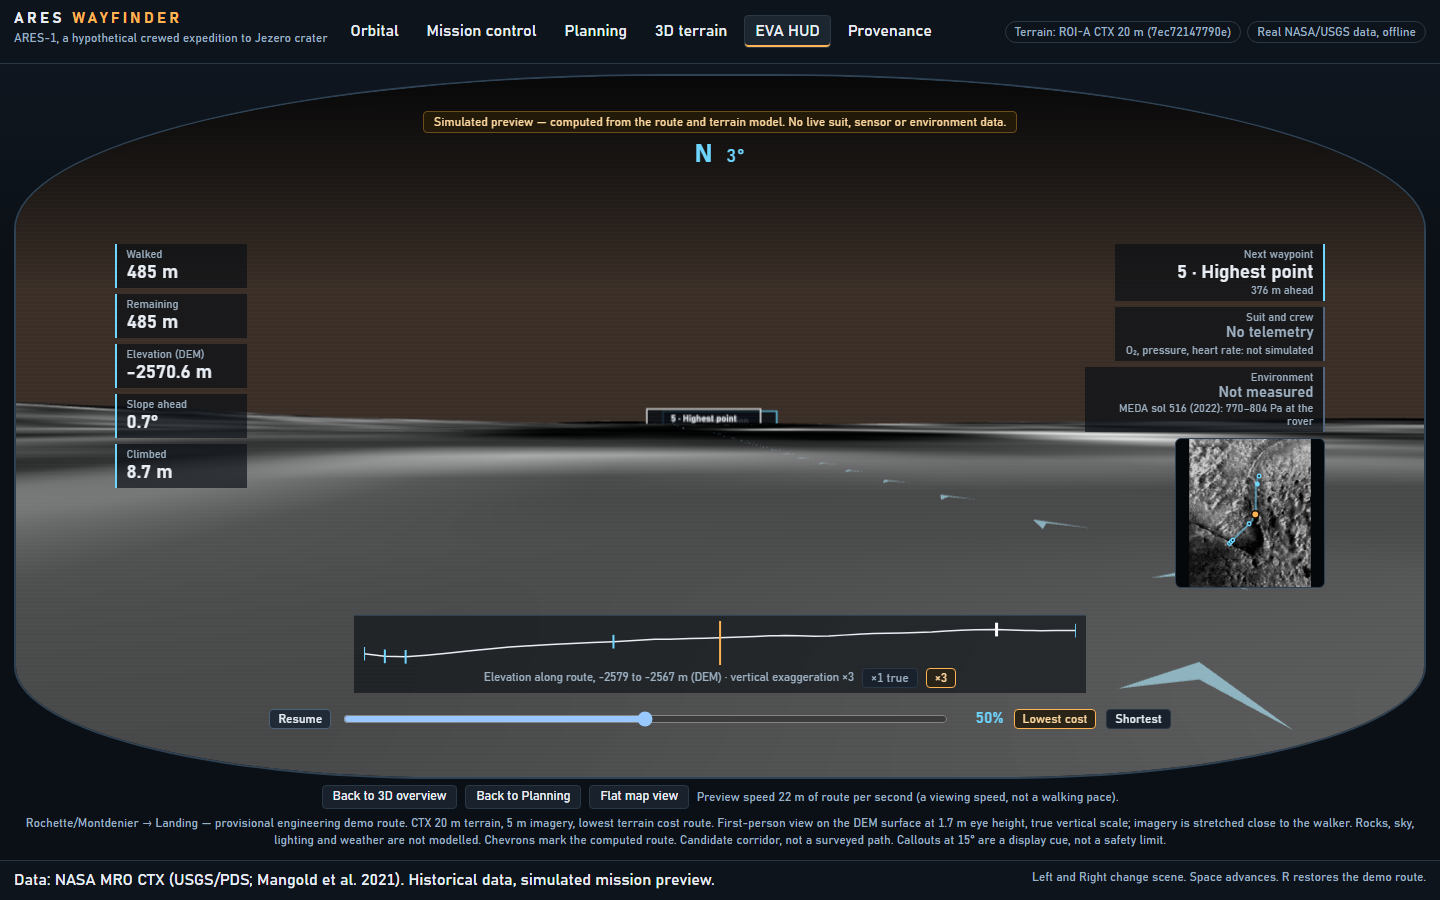 ARES WAYFINDER
ARES-1, a hypothetical crewed expedition to Jezero crater
Orbital
Mission control
Planning
3D terrain
EVA HUD
Provenance
Terrain: ROI-A CTX 20 m (7ec72147790e)
Real NASA/USGS data, offline
Simulated preview — computed from the route and terrain model. No live suit, sensor or environment data.
N 3°
Walked
485 m
Remaining
485 m
Elevation (DEM)
−2570.6 m
Slope ahead
0.7°
Climbed
8.7 m
Next waypoint
5 · Highest point
376 m ahead
Suit and crew
No telemetry
O₂, pressure, heart rate: not simulated
Environment
Not measured
MEDA sol 516 (2022): 770–804 Pa at the
rover
5 · Highest point
Elevation along route, −2579 to −2567 m (DEM) · vertical exaggeration ×3
×1 true
×3
Resume
50%
Lowest cost
Shortest
Back to 3D overview
Back to Planning
Flat map view
Preview speed 22 m of route per second (a viewing speed, not a walking pace).
Rochette/Montdenier → Landing — provisional engineering demo route. CTX 20 m terrain, 5 m imagery, lowest terrain cost route. First-person view on the DEM surface at 1.7 m eye height, true vertical scale; imagery is stretched close to the walker. Rocks, sky,
lighting and weather are not modelled. Chevrons mark the computed route. Candidate corridor, not a surveyed path. Callouts at 15° are a display cue, not a safety limit.
Data: NASA MRO CTX (USGS/PDS; Mangold et al. 2021). Historical data, simulated mission preview.
Left and Right change scene. Space advances. R restores the demo route.